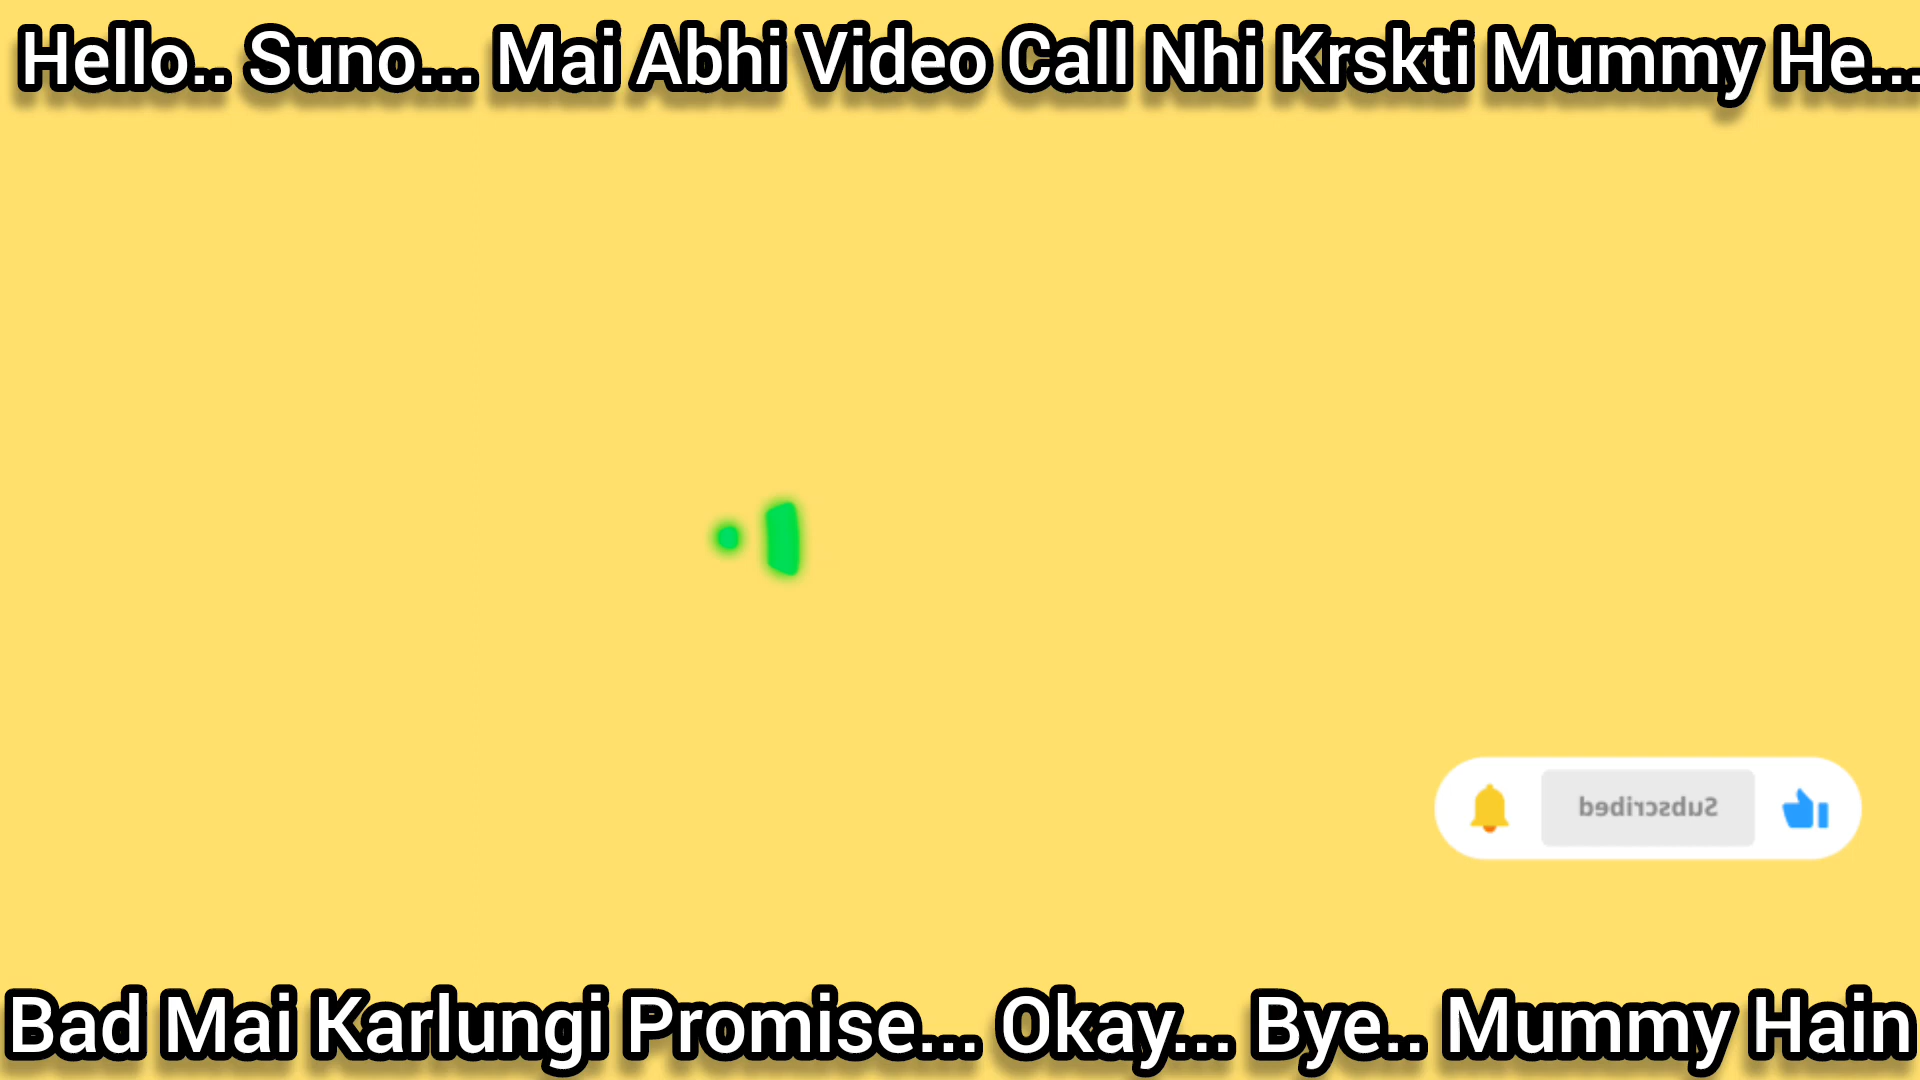 Hello.. Suno... Mai Abhi Video Call Nhi Krskti Mummy He...
Subscribed
Bad Mai Karlungi Promise... Okay... Bye.. Mummy Hain